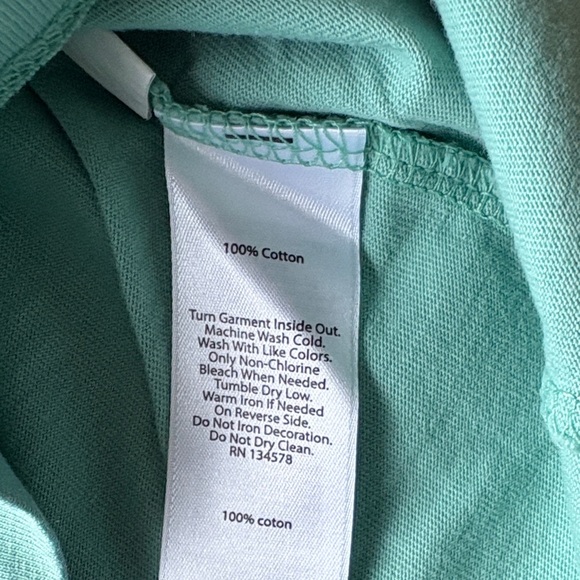 100% Cotton
Turn Garment Inside Out.
Machine Wash Cold.
Wash With Like Colors.
Only Non-Chlorine
Bleach When Needed.
Tumble Dry Low.
Warm Iron If Needed
On Reverse Side.
Do Not Iron Decoration.
Do Not Dry Clean.
RN 134578
100% coton